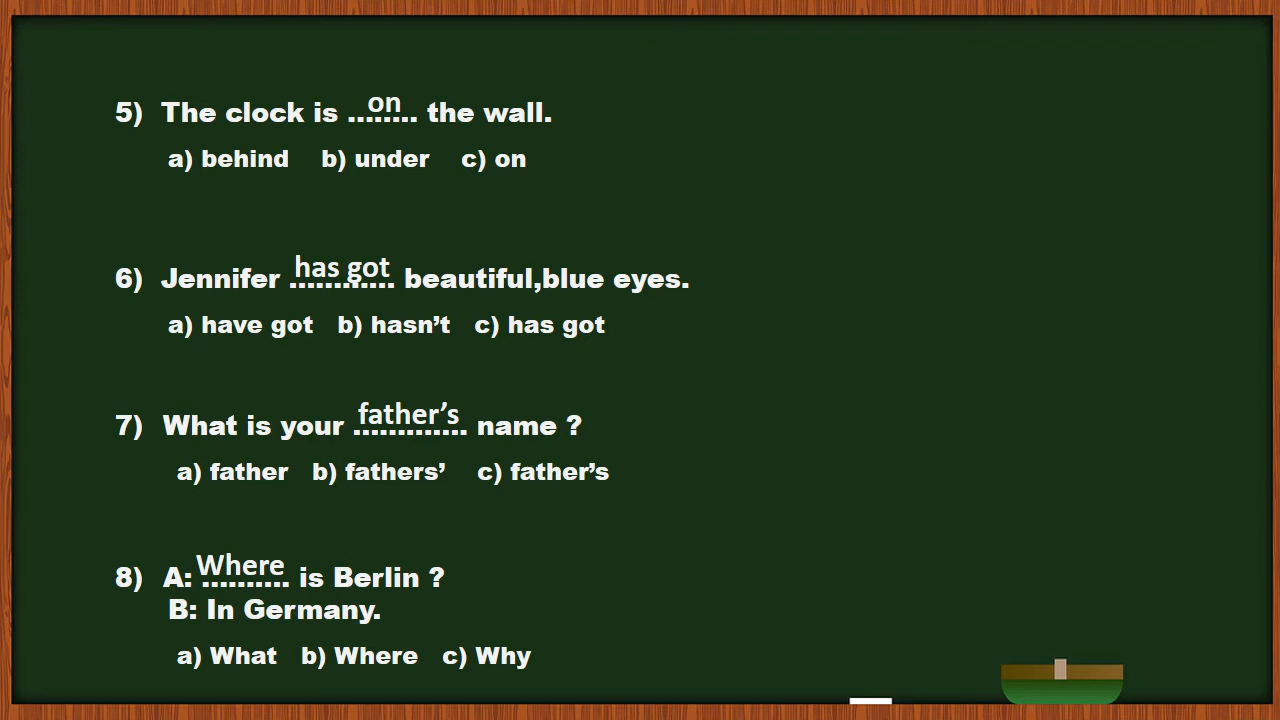 5) The clock is ...on..... the wall.
a) behind b) under c) on
6) Jennifer has got............ beautiful,blue eyes.
a) have got b) hasn’t c) has got
7) What is your father’s............. name ?
a) father b) fathers’ c) father’s
8) A: Where.......... is Berlin ?
B: In Germany.
a) What b) Where c) Why